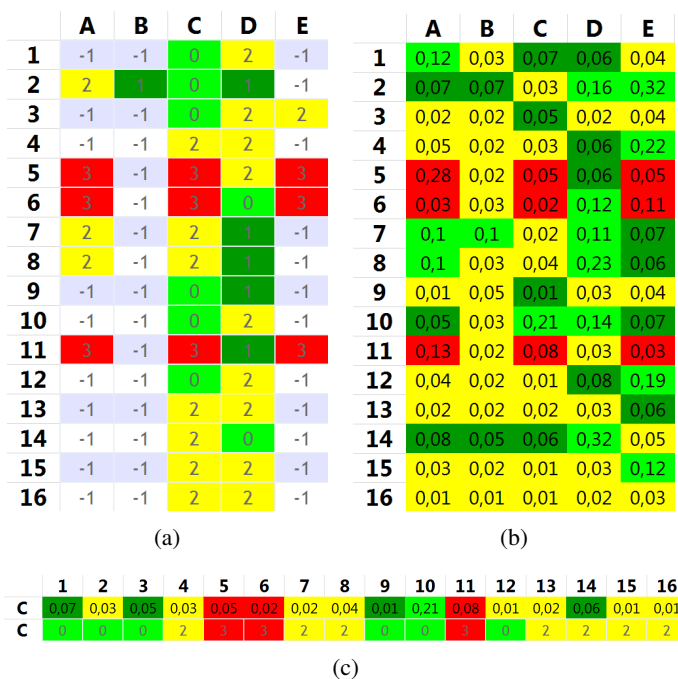 A B C D E
1 -1 -1 0 2 -1
2 2 1 0 1 -1
3 -1 -1 0 2 2
4 -1 -1 2 2 -1
5 3 -1 3 2 3
6 3 -1 3 0 3
7 2 -1 2 1 -1
8 2 -1 2 1 -1
9 -1 -1 0 1 -1
10 -1 -1 0 2 -1
11 3 -1 3 1 3
12 -1 -1 0 2 -1
13 -1 -1 2 2 -1
14 -1 -1 2 0 -1
15 -1 -1 2 2 -1
16 -1 -1 2 2 -1
(a)
A B C D E
1 0,12 0,03 0,07 0,06 0,04
2 0,07 0,07 0,03 0,16 0,32
3 0,02 0,02 0,05 0,02 0,04
4 0,05 0,02 0,03 0,06 0,22
5 0,28 0,02 0,05 0,06 0,05
6 0,03 0,03 0,02 0,12 0,11
7 0,1 0,1 0,02 0,11 0,07
8 0,1 0,03 0,04 0,23 0,06
9 0,01 0,05 0,01 0,03 0,04
10 0,05 0,03 0,21 0,14 0,07
11 0,13 0,02 0,08 0,03 0,03
12 0,04 0,02 0,01 0,08 0,19
13 0,02 0,02 0,02 0,03 0,06
14 0,08 0,05 0,06 0,32 0,05
15 0,03 0,02 0,01 0,03 0,12
16 0,01 0,01 0,01 0,02 0,03
(b)
1 2 3 4 5 6 7 8 9 10 11 12 13 14 15 16
C 0,07 0,03 0,05 0,03 0,05 0,02 0,02 0,04 0,01 0,21 0,08 0,01 0,02 0,06 0,01 0,01
C 0 0 0 2 3 3 2 2 0 0 3 0 2 2 2 2
(c)